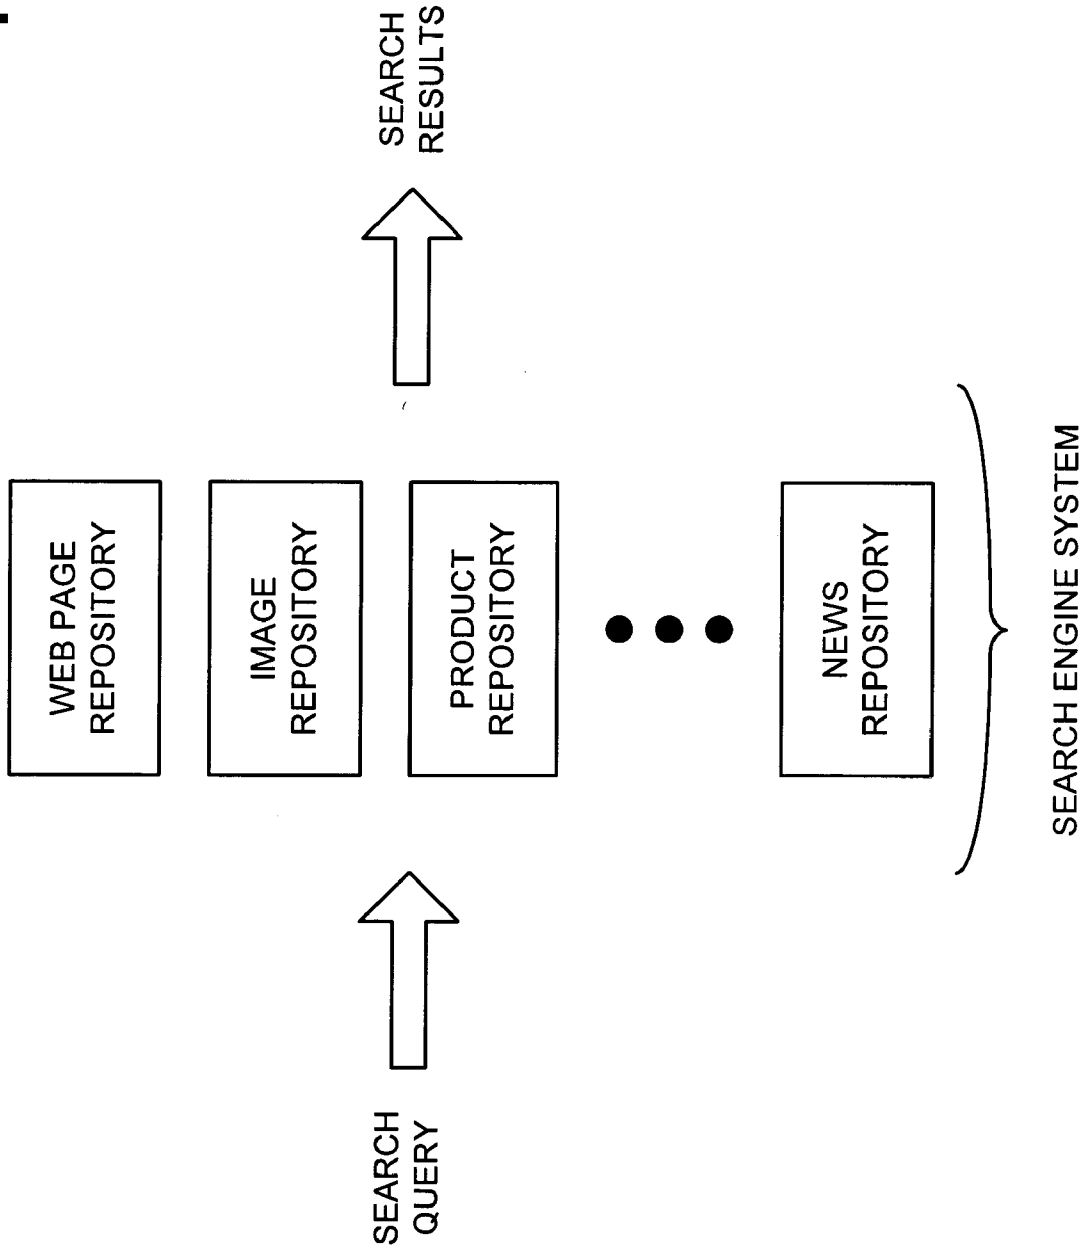 SEARCH
QUERY
WEB PAGE
REPOSITORY
IMAGE
REPOSITORY
PRODUCT
REPOSITORY
NEWS
REPOSITORY
SEARCH
RESULTS
SEARCH ENGINE SYSTEM